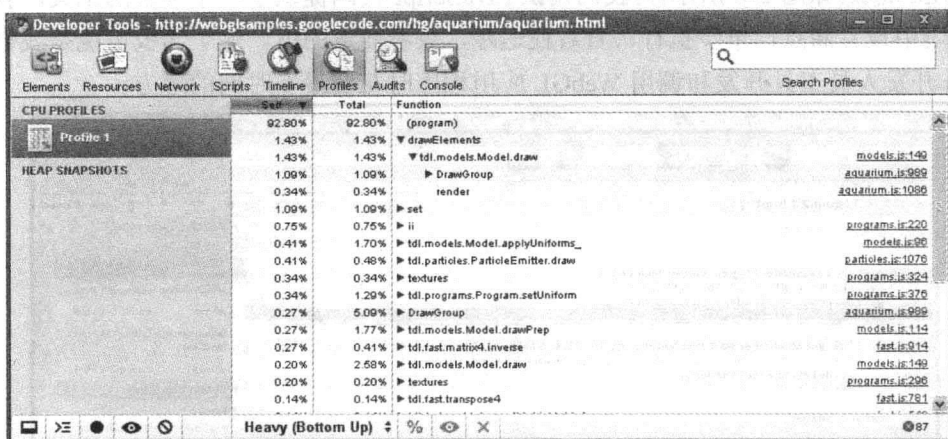 Developer Tools - http://webglsamples.googlecode.com/hg/aquarium/aquarium.html
Elements Resources Network Scripts Timeline Profiles Audits Console Search Profiles
CPU PROFILES
Profile 1
HEAP SNAPSHOTS
Self Total Function
92.80% 92.80% (program)
1.43% 1.43% drawElements
1.43% 1.43% tdl.models.Model.draw models.js:149
1.09% 1.09% DrawGroup aquarium.js:989
0.34% 0.34% render aquarium.js:1086
1.09% 1.09% set
0.75% 0.75% ii programs.js:220
0.41% 1.70% tdl.models.Model.applyUniforms_ models.js:96
0.41% 0.48% tdl.particles.ParticleEmitter.draw particles.js:1076
0.34% 0.34% textures programs.js:324
0.34% 1.29% tdl.programs.Program.setUniform programs.js:375
0.27% 5.09% DrawGroup aquarium.js:989
0.27% 1.77% tdl.models.Model.drawPrep models.js:114
0.27% 0.41% tdl.fast.matrix4.inverse fast.js:914
0.20% 2.58% tdl.models.Model.draw models.js:149
0.20% 0.20% textures programs.js:296
0.14% 0.14% tdl.fast.transpose4 fast.js:781
Heavy (Bottom Up) % 87